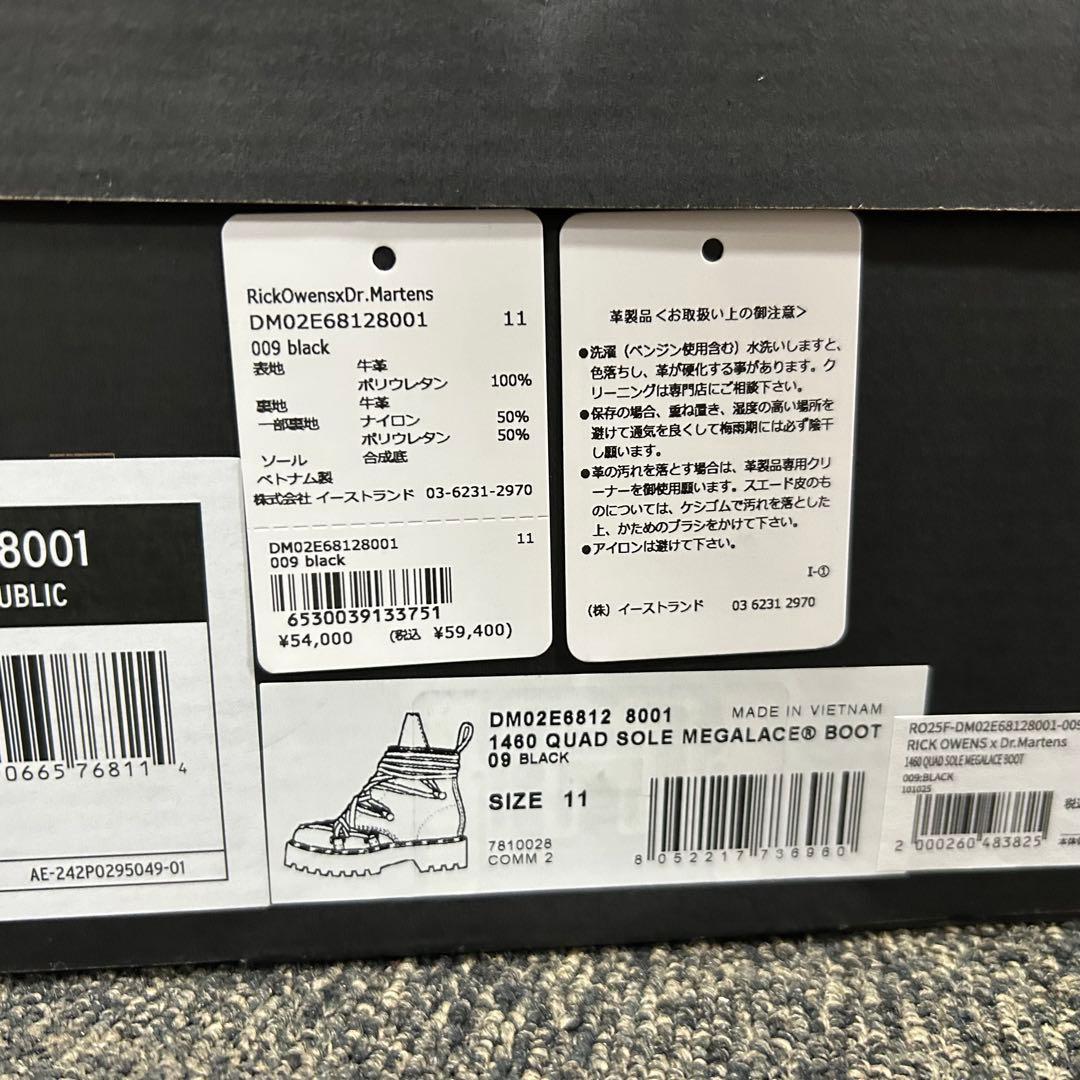 RickOwensxDr.Martens
DM02E68128001 11
009 black
表地 牛革
ポリウレタン 100%
裏地 牛革
一部裏地 ナイロン 50%
ポリウレタン 50%
ソール 合成底
ベトナム製
株式会社 イーストランド 03-6231-2970
DM02E68128001 11
009 black
6530039133751
¥54,000 (税込 ¥59,400)
革製品<お取扱い上の御注意>
●洗濯（ベンジン使用含む）水洗いしますと、
色落ちし、革が硬化する事があります。ク
リーニングは専門店にご相談下さい。
●保存の場合、重ね置き、湿度の高い場所を
避けて通気を良くして梅雨期には必ず陰干
し願います。
●革の汚れを落とす場合は、革製品専用クリ
ーナーを御使用願います。スエード皮のも
のについては、ケシゴムで汚れを落とした
上、かためのブラシをかけて下さい。
●アイロンは避けて下さい。
I-①
（株）イーストランド 03 6231 2970
8001
UBLIC
0665 76811 4
AE-242P0295049-01
DM02E6812 8001 MADE IN VIETNAM
1460 QUAD SOLE MEGALACE® BOOT
09 BLACK
SIZE 11
7810028
COMM 2
8 052217 736960
RO25F-DM02E68128001-009
RICK OWENS x Dr.Martens
1460 QUAD SOLE MEGALACE BOOT
009:BLACK
101025
2 000260 483825